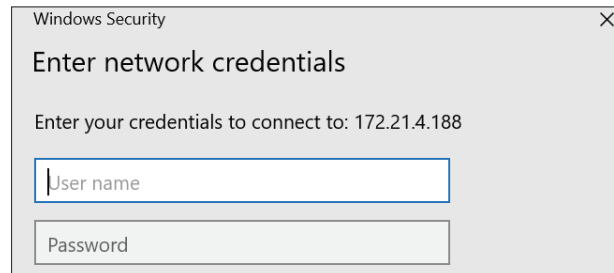 Windows Security
Enter network credentials
Enter your credentials to connect to: 172.21.4.188
User name
Password